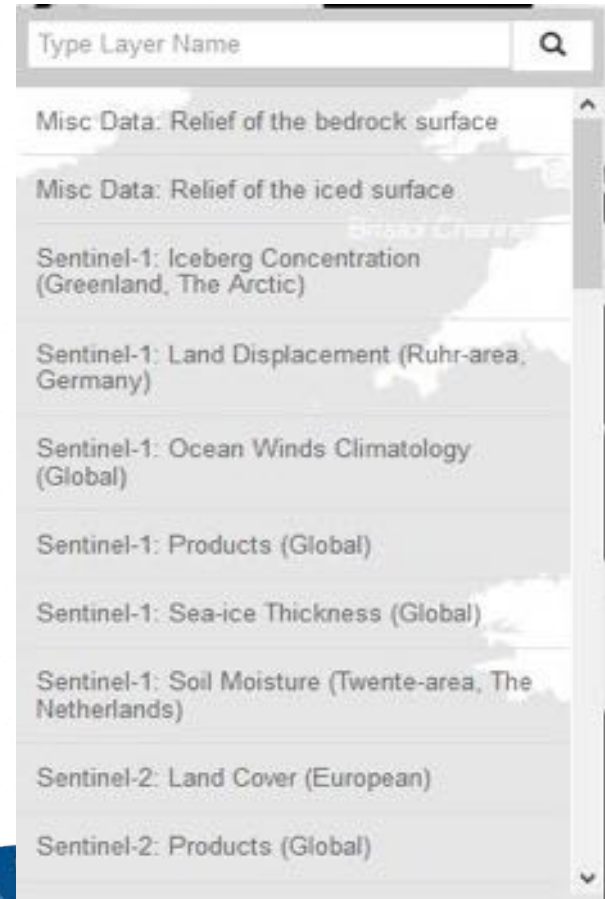 Type Layer Name
Misc Data: Relief of the bedrock surface
Misc Data: Relief of the iced surface
Bristol Channel
Sentinel-1: Iceberg Concentration
(Greenland, The Arctic)
Sentinel-1: Land Displacement (Ruhr-area,
Germany)
Sentinel-1: Ocean Winds Climatology
(Global)
Sentinel-1: Products (Global)
Sentinel-1: Sea-ice Thickness (Global)
Sentinel-1: Soil Moisture (Twente-area, The
Netherlands)
Sentinel-2: Land Cover (European)
Sentinel-2: Products (Global)